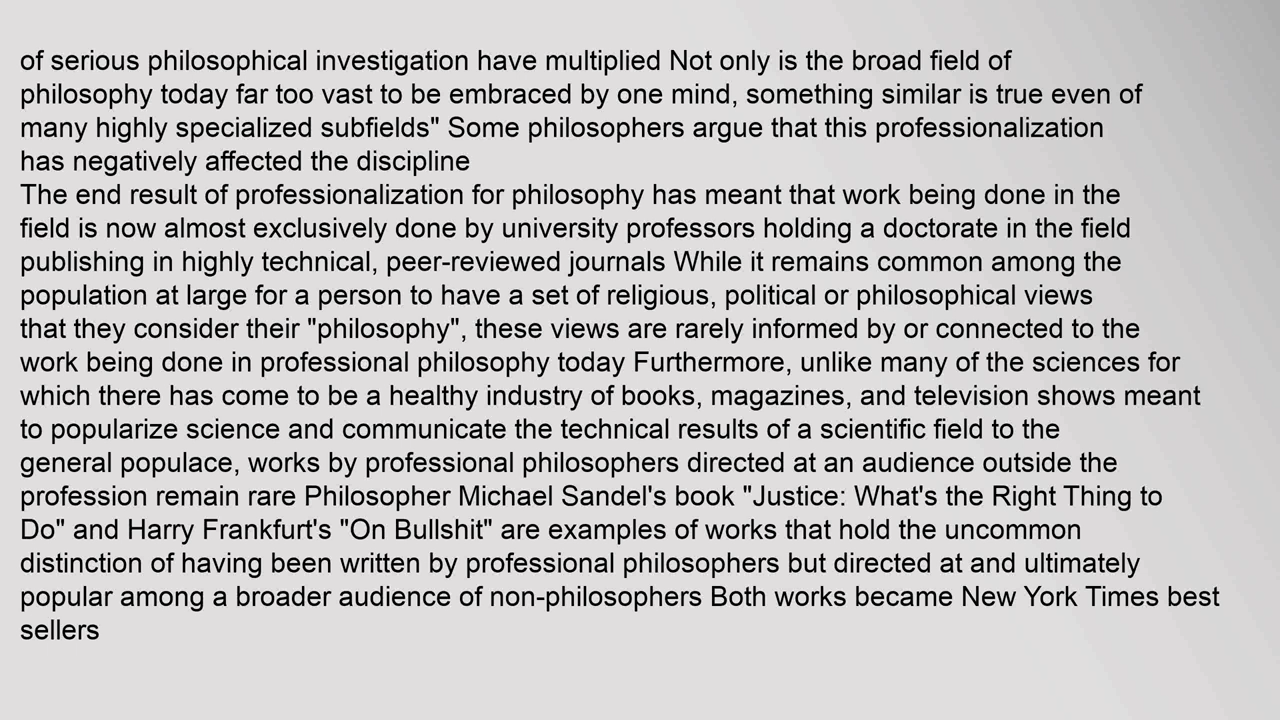 of serious philosophical investigation have multiplied Not only is the broad field of
philosophy today far too vast to be embraced by one mind, something similar is true even of
many highly specialized subfields" Some philosophers argue that this professionalization
has negatively affected the discipline
The end result of professionalization for philosophy has meant that work being done in the
field is now almost exclusively done by university professors holding a doctorate in the field
publishing in highly technical, peer-reviewed journals While it remains common among the
population at large for a person to have a set of religious, political or philosophical views
that they consider their "philosophy", these views are rarely informed by or connected to the
work being done in professional philosophy today Furthermore, unlike many of the sciences for
which there has come to be a healthy industry of books, magazines, and television shows meant
to popularize science and communicate the technical results of a scientific field to the
general populace, works by professional philosophers directed at an audience outside the
profession remain rare Philosopher Michael Sandel's book "Justice: What's the Right Thing to
Do" and Harry Frankfurt's "On Bullshit" are examples of works that hold the uncommon
distinction of having been written by professional philosophers but directed at and ultimately
popular among a broader audience of non-philosophers Both works became New York Times best
sellers